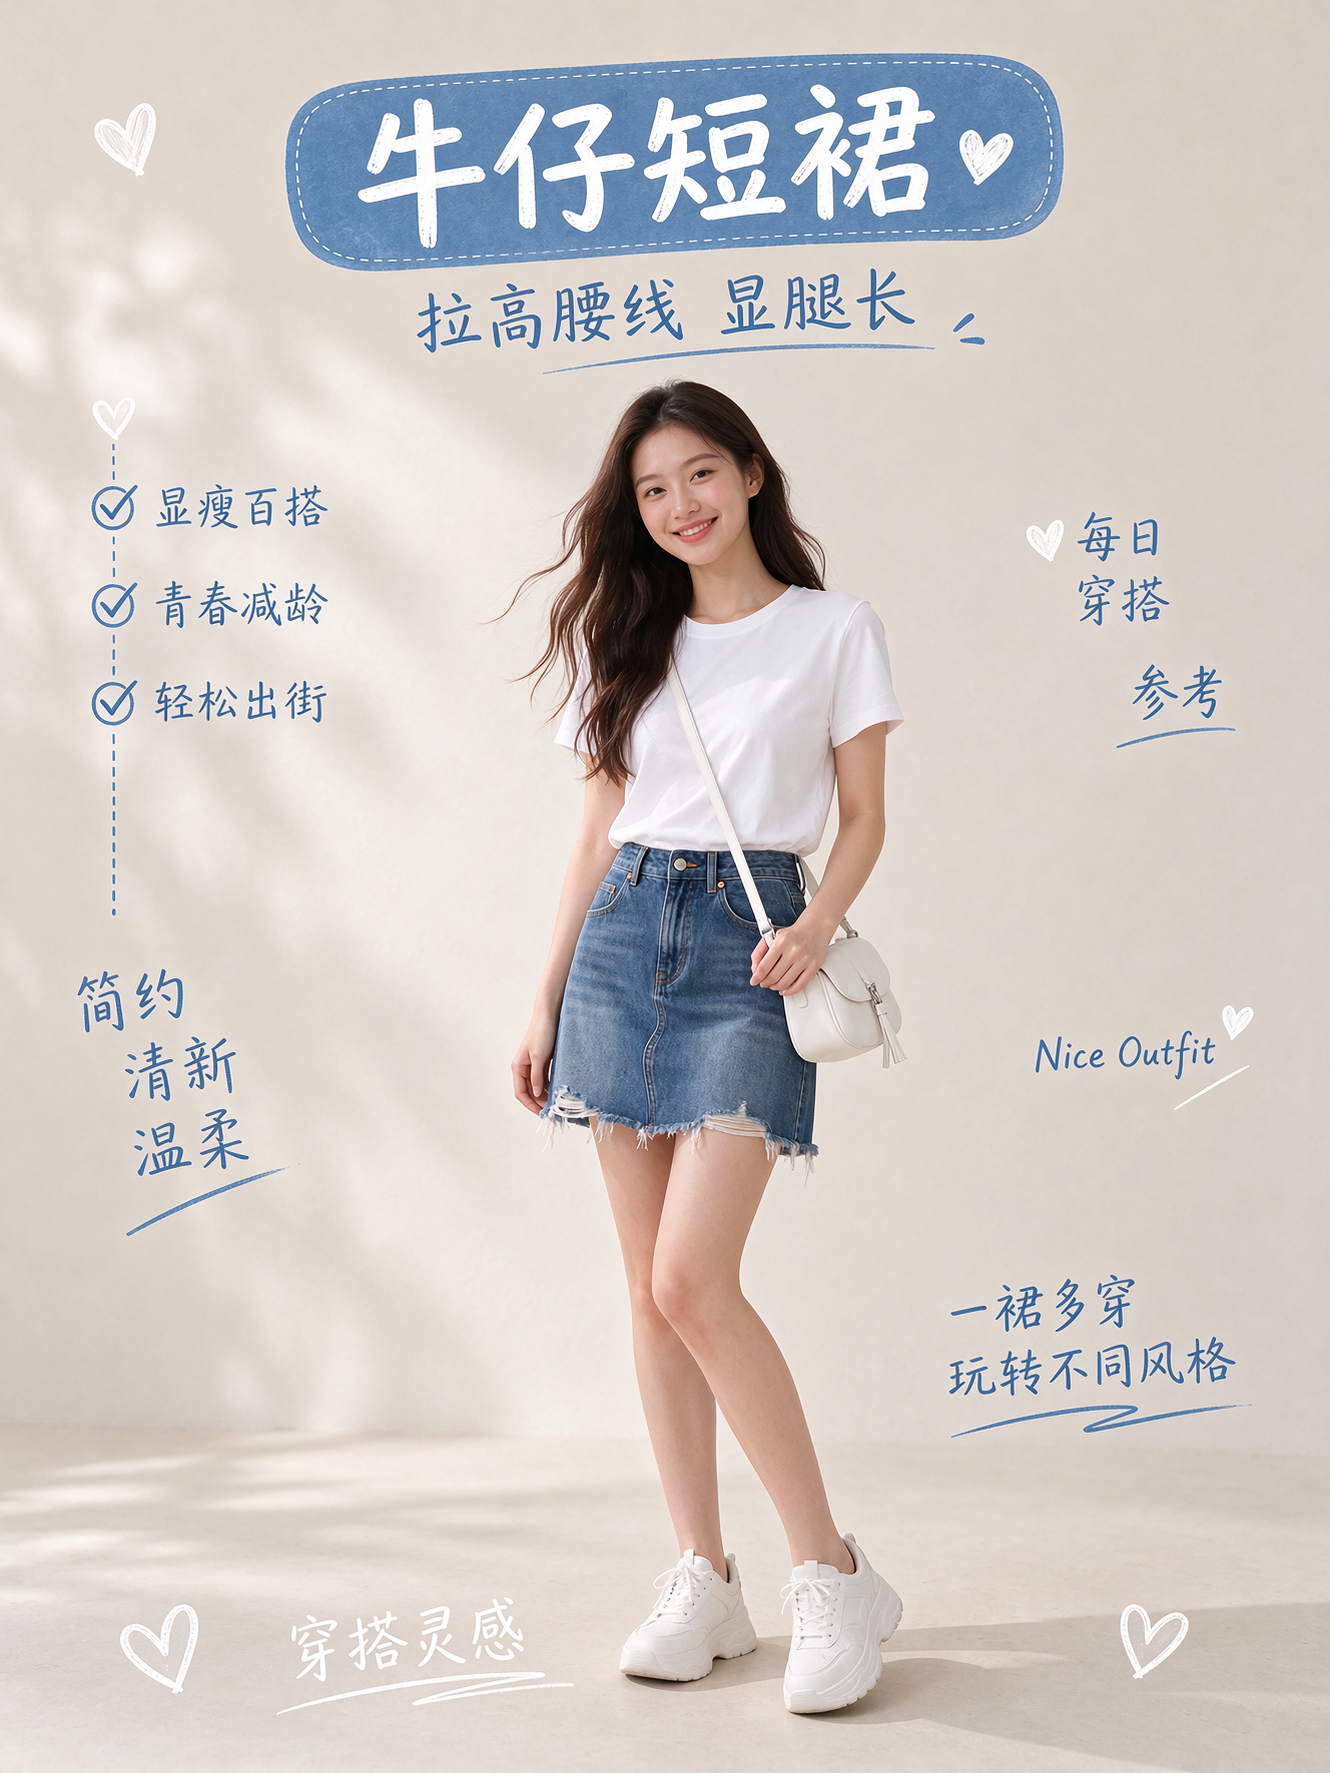 牛仔短裙
拉高腰线 显腿长
显瘦百搭
青春减龄
轻松出街
每日
穿搭
参考
简约
清新
温柔
Nice Outfit
一裙多穿
玩转不同风格
穿搭灵感